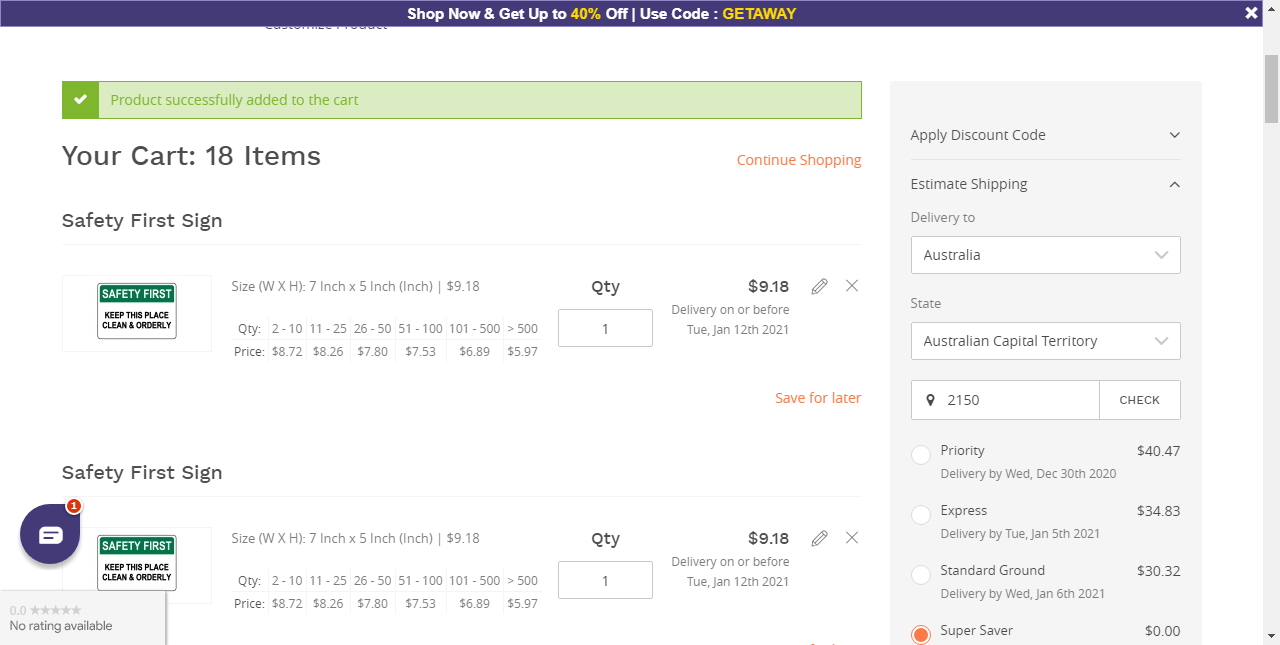 Shop Now & Get Up to 40% Off | Use Code : GETAWAY
Customize Product
Product successfully added to the cart
Your Cart: 18 Items
Continue Shopping
Safety First Sign
SAFETY FIRST
KEEP THIS PLACE
CLEAN & ORDERLY
Size (W X H): 7 Inch x 5 Inch (Inch) | $9.18
Qty: 2 - 10 11 - 25 26 - 50 51 - 100 101 - 500 > 500
Price: $8.72 $8.26 $7.80 $7.53 $6.89 $5.97
Qty
1
$9.18
Delivery on or before
Tue, Jan 12th 2021
Save for later
Safety First Sign
SAFETY FIRST
KEEP THIS PLACE
CLEAN & ORDERLY
Size (W X H): 7 Inch x 5 Inch (Inch) | $9.18
Qty: 2 - 10 11 - 25 26 - 50 51 - 100 101 - 500 > 500
Price: $8.72 $8.26 $7.80 $7.53 $6.89 $5.97
Qty
1
$9.18
Delivery on or before
Tue, Jan 12th 2021
1
0.0
No rating available
Apply Discount Code
Estimate Shipping
Delivery to
Australia
State
Australian Capital Territory
2150 CHECK
Priority $40.47
Delivery by Wed, Dec 30th 2020
Express $34.83
Delivery by Tue, Jan 5th 2021
Standard Ground $30.32
Delivery by Wed, Jan 6th 2021
Super Saver $0.00